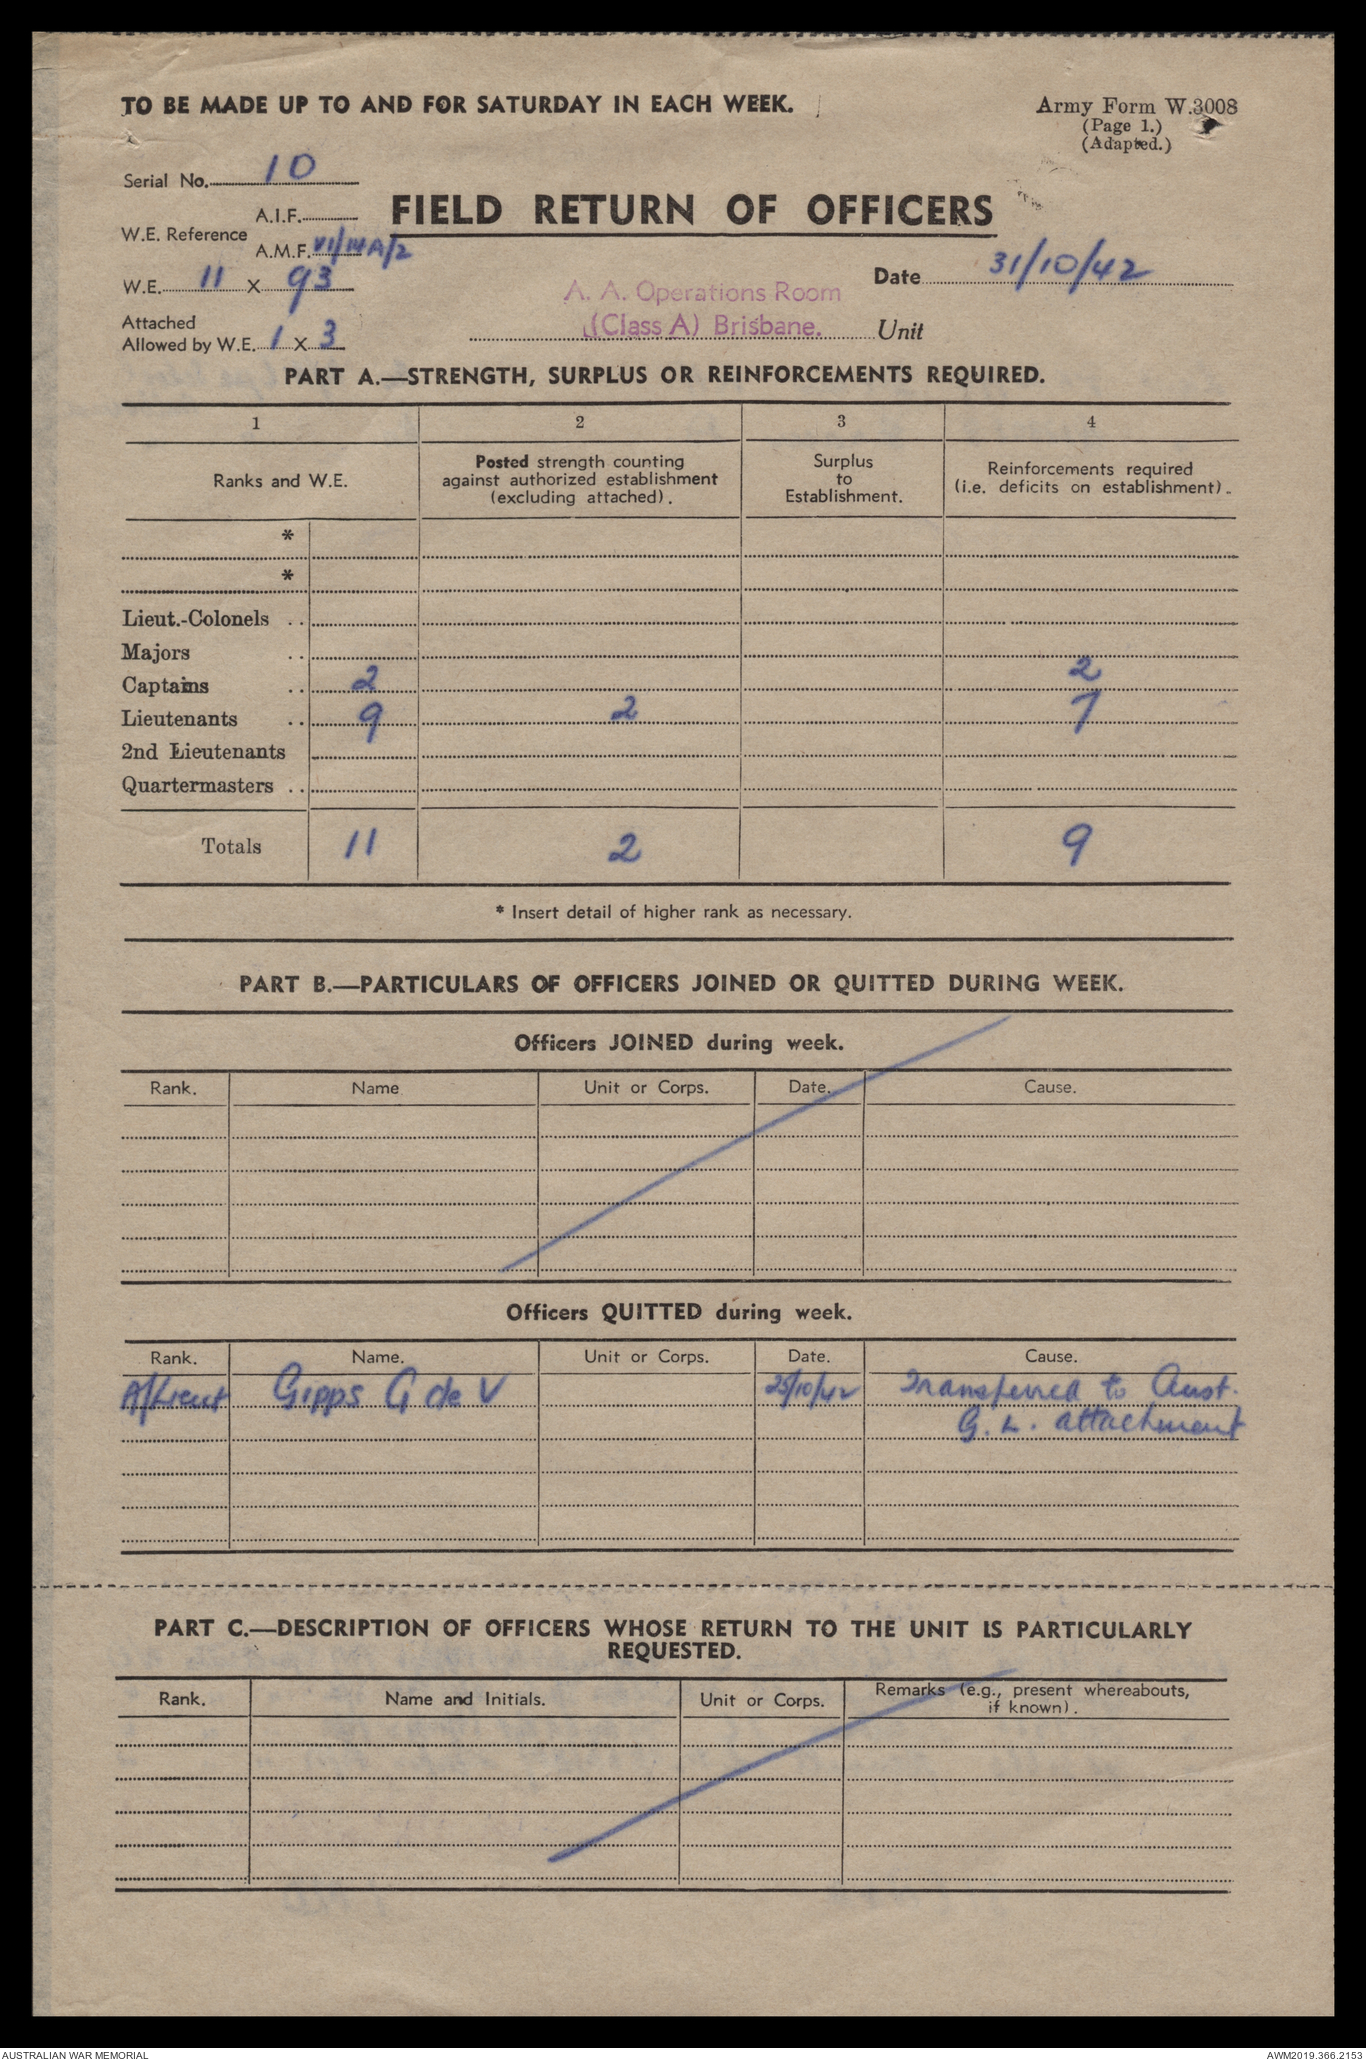 TO BE MADE UP TO AND FOR SATURDAY IN EACH WEEK.
Army Form W.3008
(Page 1.)
(Adapted.)
Serial No. 10
FIELD RETURN OF OFFICERS
W.E. Reference
A.I.F.
A.M.F. VI/14A/2
W.E. 11 X 93
Date 31/10/42
A. A. Operations Room
(Class A) Brisbane. Unit
Attached
Allowed by W.E. 1 X 3
PART A.—STRENGTH, SURPLUS OR REINFORCEMENTS REQUIRED.
1 2 3 4
Ranks and W.E.
Posted strength counting
against authorized establishment
(excluding attached).
Surplus
to
Establishment.
Reinforcements required
(i.e. deficits on establishment).
*
*
Lieut.-Colonels ..
Majors ..
Captains .. 2 2
Lieutenants .. 9 2 7
2nd Lieutenants
Quartermasters ..
Totals 11 2 9
* Insert detail of higher rank as necessary.
PART B.—PARTICULARS OF OFFICERS JOINED OR QUITTED DURING WEEK.
Officers JOINED during week.
Rank. Name Unit or Corps. Date. Cause.
Officers QUITTED during week.
Rank. Name. Unit or Corps. Date. Cause.
A/Lieut Gipps G de V 25/10/42 Transferred to Aust.
G. L. attachment
PART C.—DESCRIPTION OF OFFICERS WHOSE RETURN TO THE UNIT IS PARTICULARLY
REQUESTED.
Rank. Name and Initials. Unit or Corps. Remarks (e.g., present whereabouts,
if known).
AUSTRALIAN WAR MEMORIAL
AWM2019.366.2153